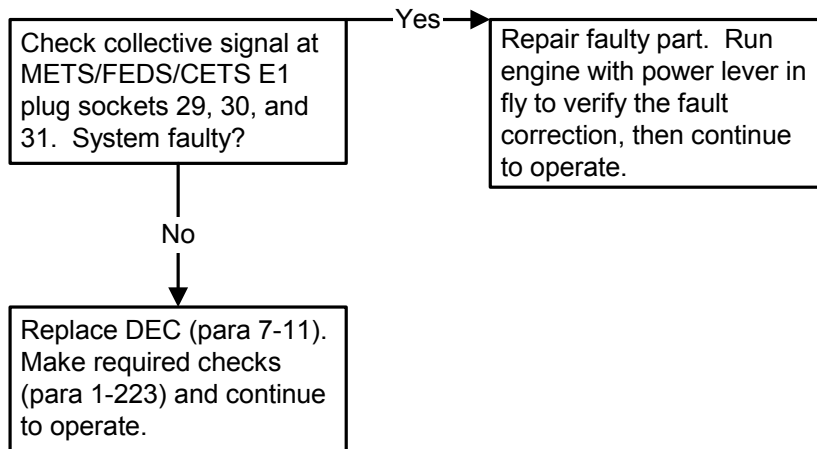 Check collective signal at
METS/FEDS/CETS E1
plug sockets 29, 30, and
31.  System faulty?
Yes
Repair faulty part.  Run
engine with power lever in
fly to verify the fault
correction, then continue
to operate.
No
Replace DEC (para 7-11).
Make required checks
(para 1-223) and continue
to operate.